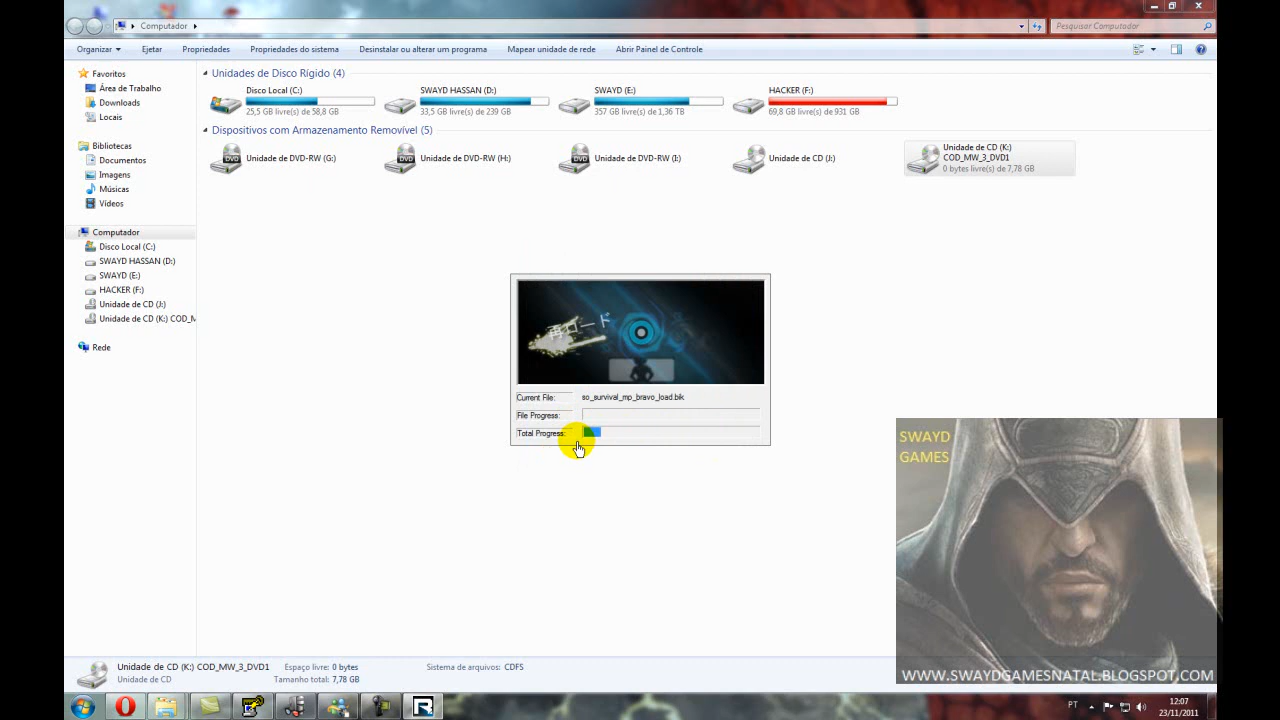 Computador
Pesquisar Computador
Organizar Ejetar Propriedades Propriedades do sistema Desinstalar ou alterar um programa Mapear unidade de rede Abrir Painel de Controle
Favoritos
Área de Trabalho
Downloads
Locais
Bibliotecas
Documentos
Imagens
Músicas
Vídeos
Computador
Disco Local (C:)
SWAYD HASSAN (D:)
SWAYD (E:)
HACKER (F:)
Unidade de CD (J:)
Unidade de CD (K:) COD_M
Rede
Unidades de Disco Rígido (4)
Disco Local (C:)
25,5 GB livre(s) de 58,8 GB
SWAYD HASSAN (D:)
33,5 GB livre(s) de 239 GB
SWAYD (E:)
357 GB livre(s) de 1,36 TB
HACKER (F:)
69,8 GB livre(s) de 931 GB
Dispositivos com Armazenamento Removível (5)
DVD
Unidade de DVD-RW (G:)
DVD
Unidade de DVD-RW (H:)
DVD
Unidade de DVD-RW (I:)
Unidade de CD (J:)
Unidade de CD (K:)
COD_MW_3_DVD1
0 bytes livre(s) de 7,78 GB
再ロード
Current File: so_survival_mp_bravo_load.bik
File Progress:
Total Progress:
SWAYD
GAMES
WWW.SWAYDGAMESNATAL.BLOGSPOT.COM
Unidade de CD (K:) COD_MW_3_DVD1 Espaço livre: 0 bytes Sistema de arquivos: CDFS
Unidade de CD Tamanho total: 7,78 GB
PT
12:07
23/11/2011